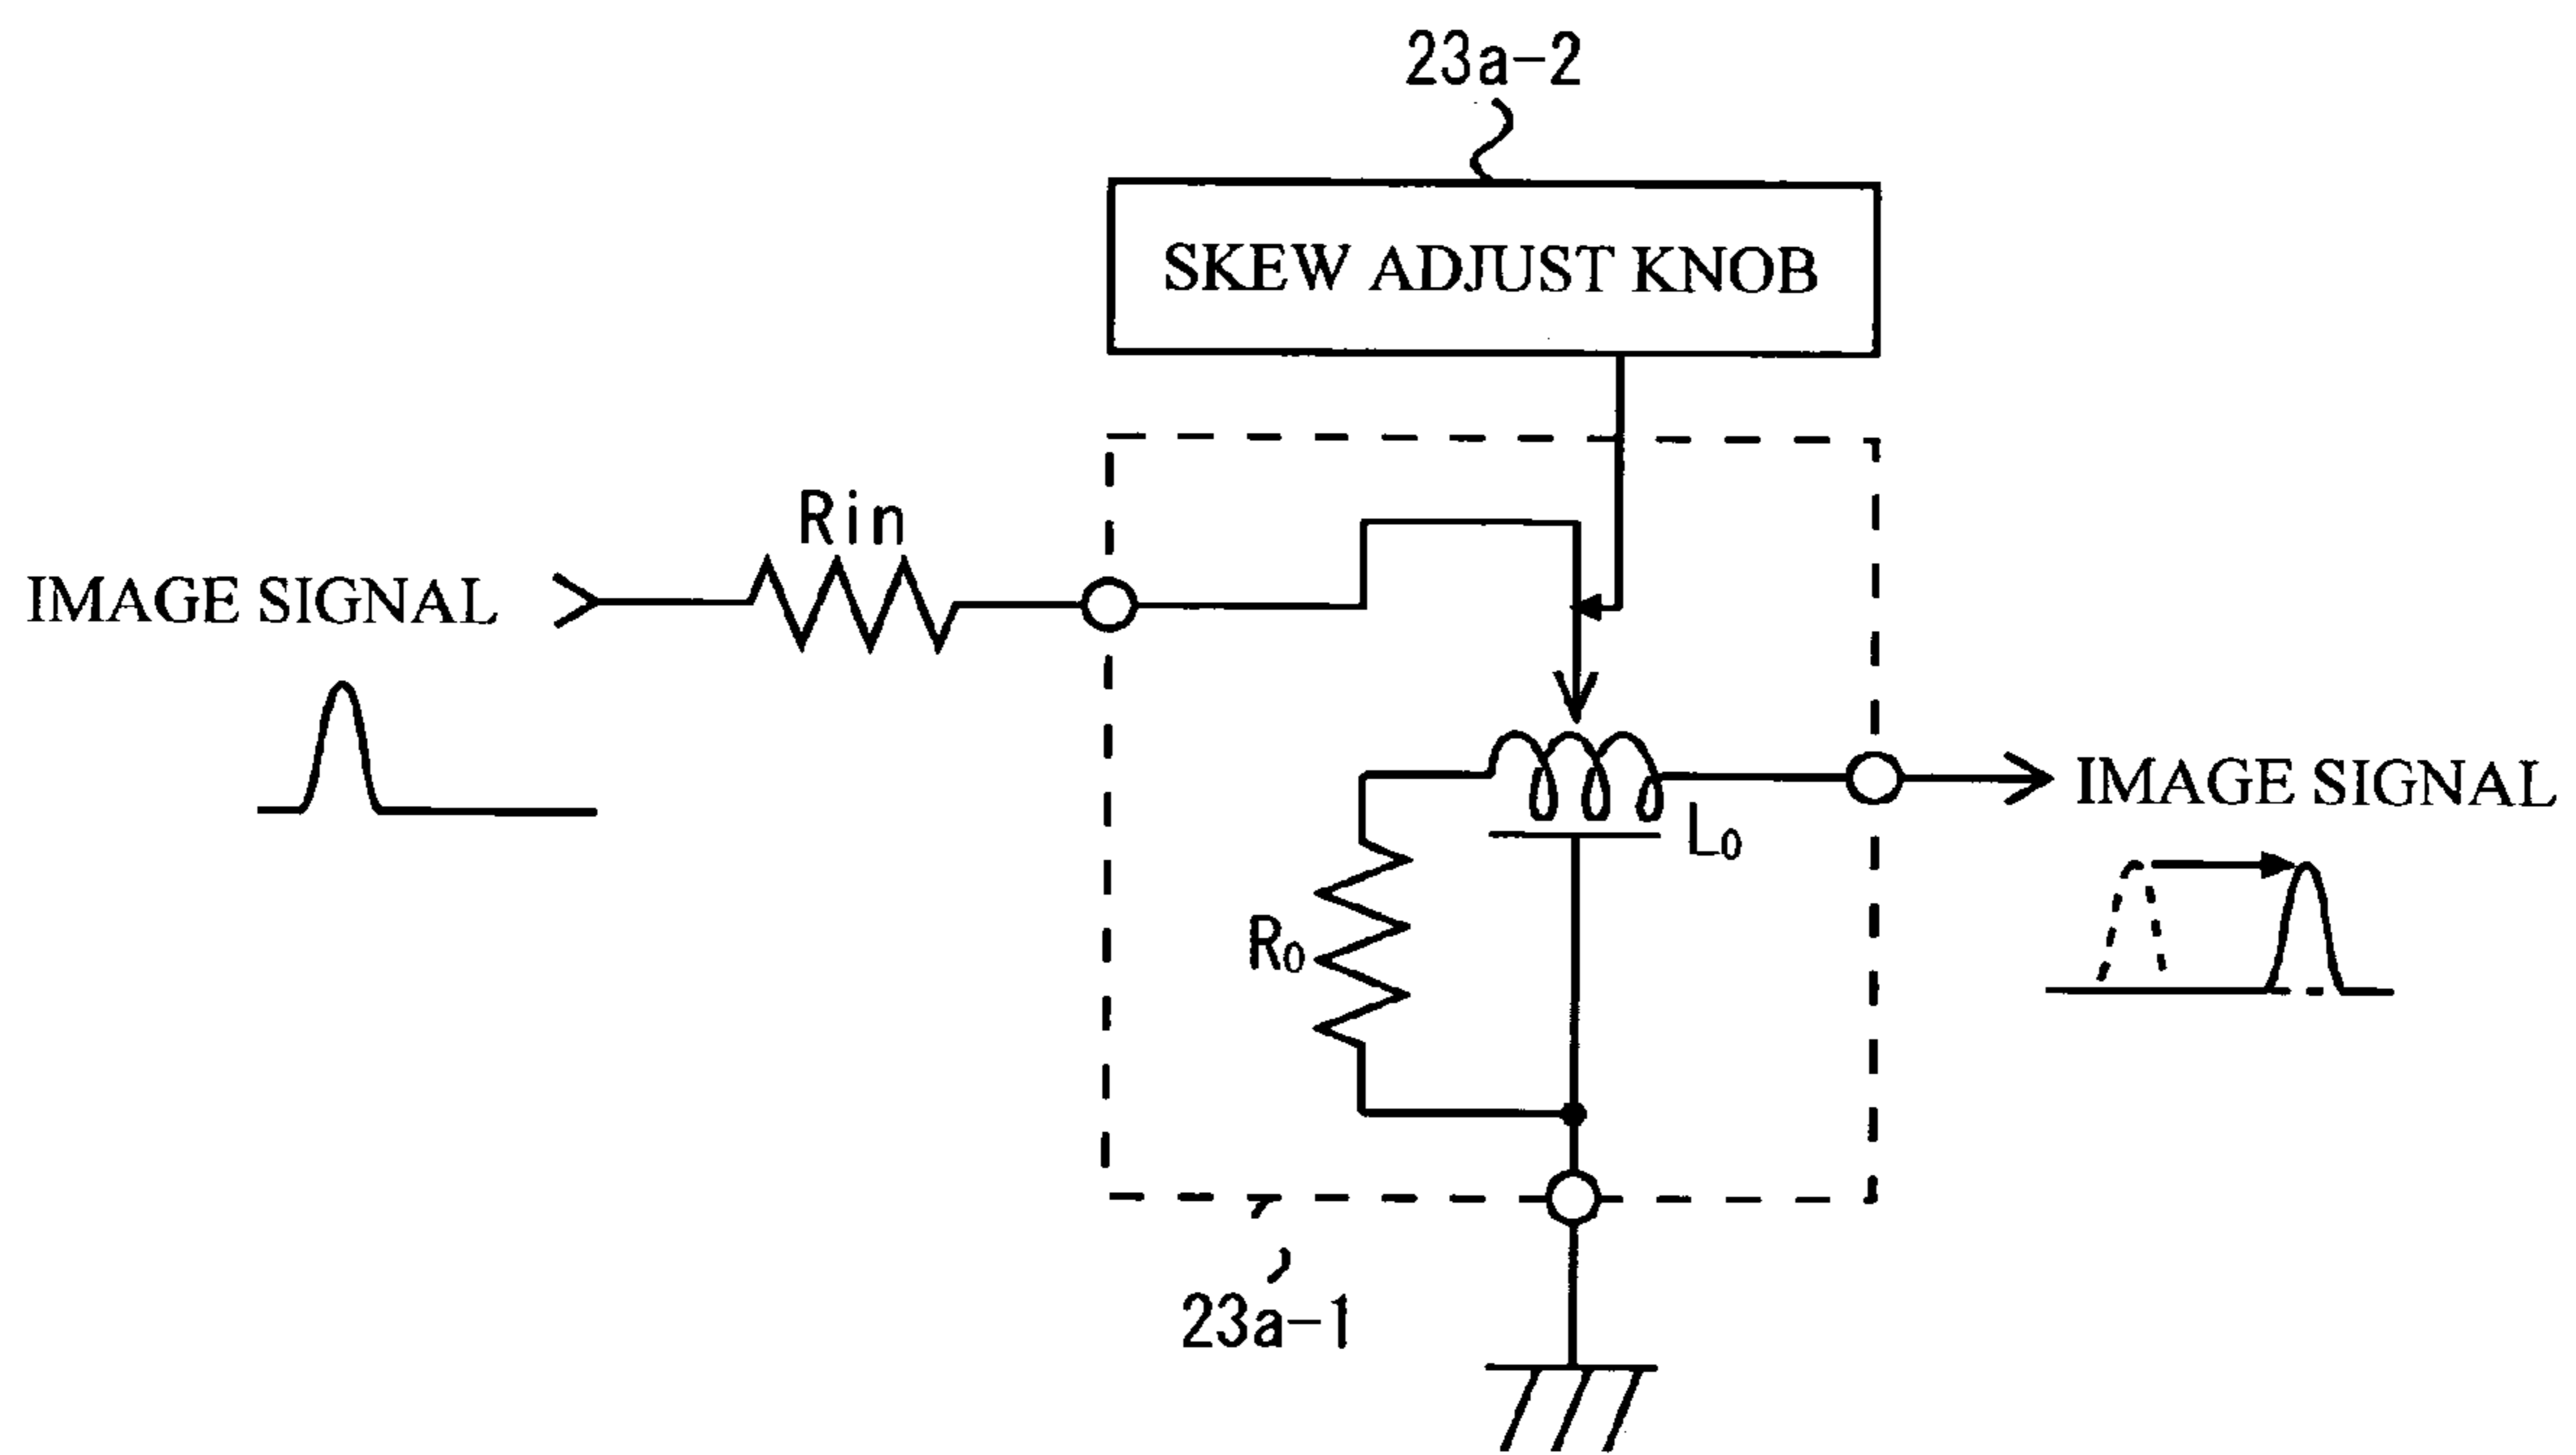 23a-2
SKEW ADJUST KNOB
Rin
IMAGE SIGNAL
IMAGE SIGNAL
L0
R0
23a-1